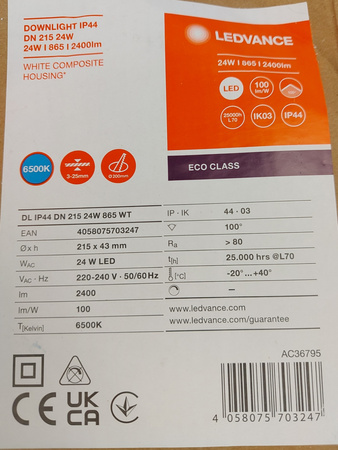 DOWNLIGHT IP44
DN 215 24W
24W | 865 | 2400lm
WHITE COMPOSITE
HOUSING*
LEDVANCE
24W | 865 | 2400lm
LED
100
lm/W
25000h
L70
IK03
IP44
6500K
3-25mm
Ø 200mm
ECO CLASS
DL IP44 DN 215 24W 865 WT
EAN 4058075703247
Ø x h 215 x 43 mm
WAC 24 W LED
VAC · Hz 220-240 V · 50/60 Hz
lm 2400
lm/W 100
T[Kelvin] 6500K
IP · IK 44 · 03
100°
Ra > 80
t[h] 25.000 hrs @L70
[°C] -20° ...+40°
–
www.ledvance.com
www.ledvance.com/guarantee
AC36795
CE
UK
CA
4 058075 703247